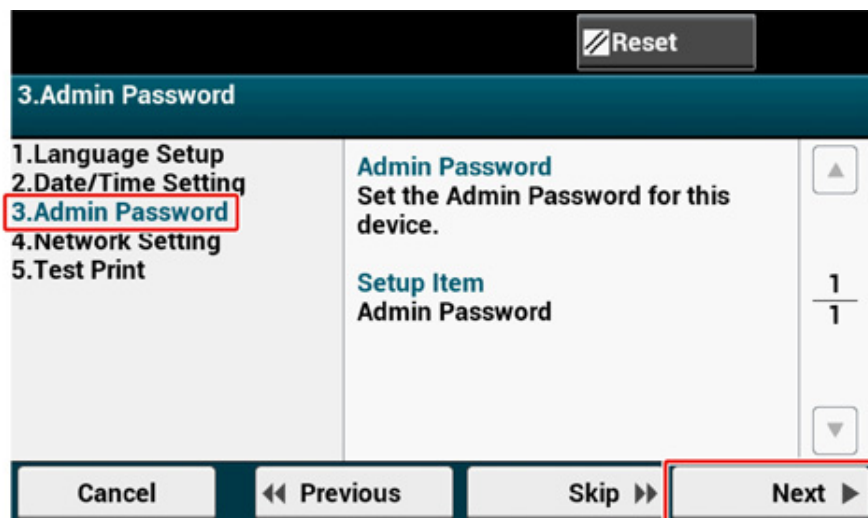 Reset
3.Admin Password
1.Language Setup
2.Date/Time Setting
3.Admin Password
4.Network Setting
5.Test Print
Admin Password
Set the Admin Password for this
device.
Setup Item
Admin Password
1
1
Cancel
Previous
Skip
Next